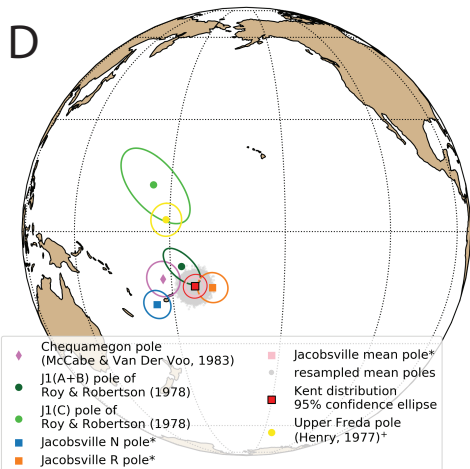 D
Chequamegon pole
(McCabe & Van Der Voo, 1983)
J1(A+B) pole of
Roy & Robertson (1978)
J1(C) pole of
Roy & Robertson (1978)
Jacobsville N pole*
Jacobsville R pole*
Jacobsville mean pole*
resampled mean poles
Kent distribution
95% confidence ellipse
Upper Freda pole
(Henry, 1977)⁺